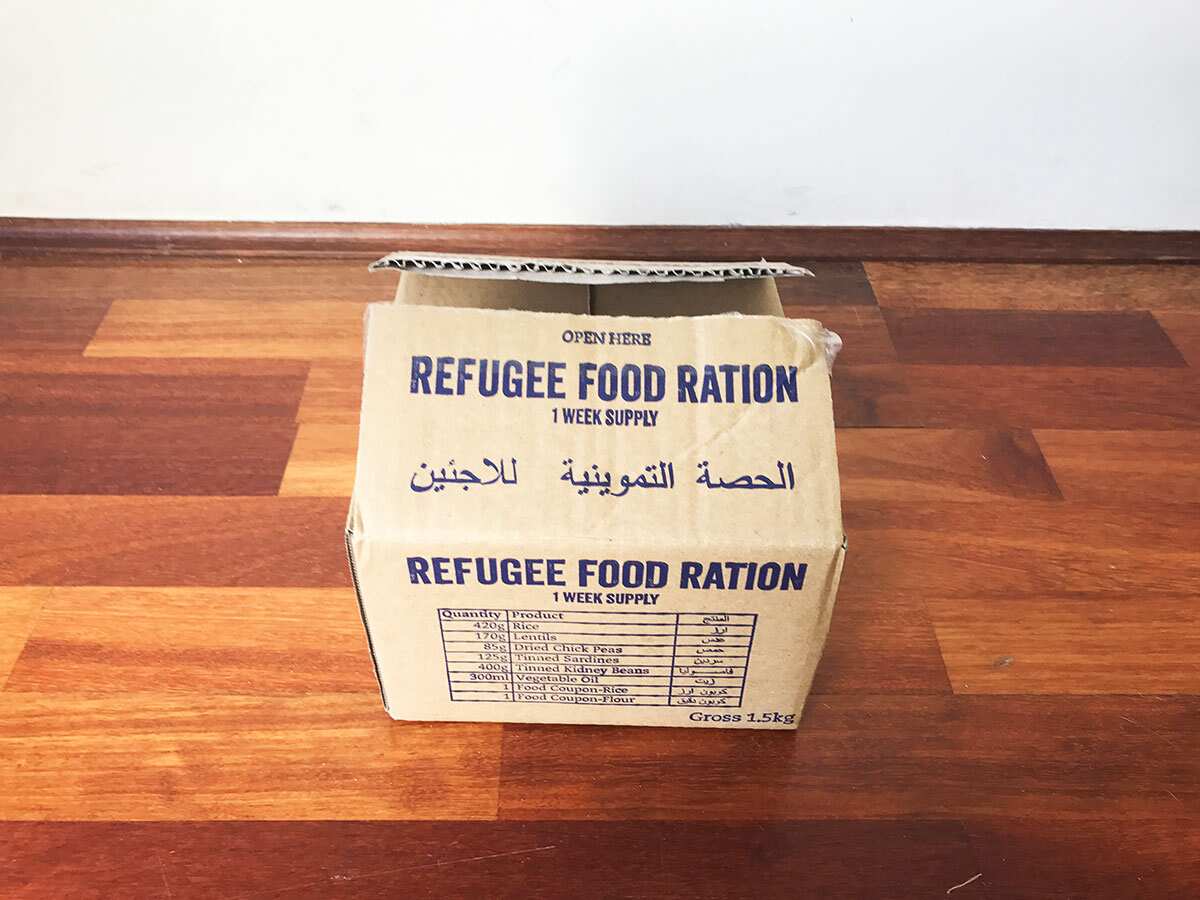 OPEN HERE
REFUGEE FOOD RATION
1 WEEK SUPPLY
الحصة التموينية للاجئين
REFUGEE FOOD RATION
1 WEEK SUPPLY
Quantity Product المنتج
420g Rice ارز
170g Lentils عدس
85g Dried Chick Peas حمص
125g Tinned Sardines سردين
400g Tinned Kidney Beans
300ml Vegetable Oil زيت
1 Food Coupon-Rice كوبون ارز
1 Food Coupon-Flour كوبون دقيق
Gross 1.5kg